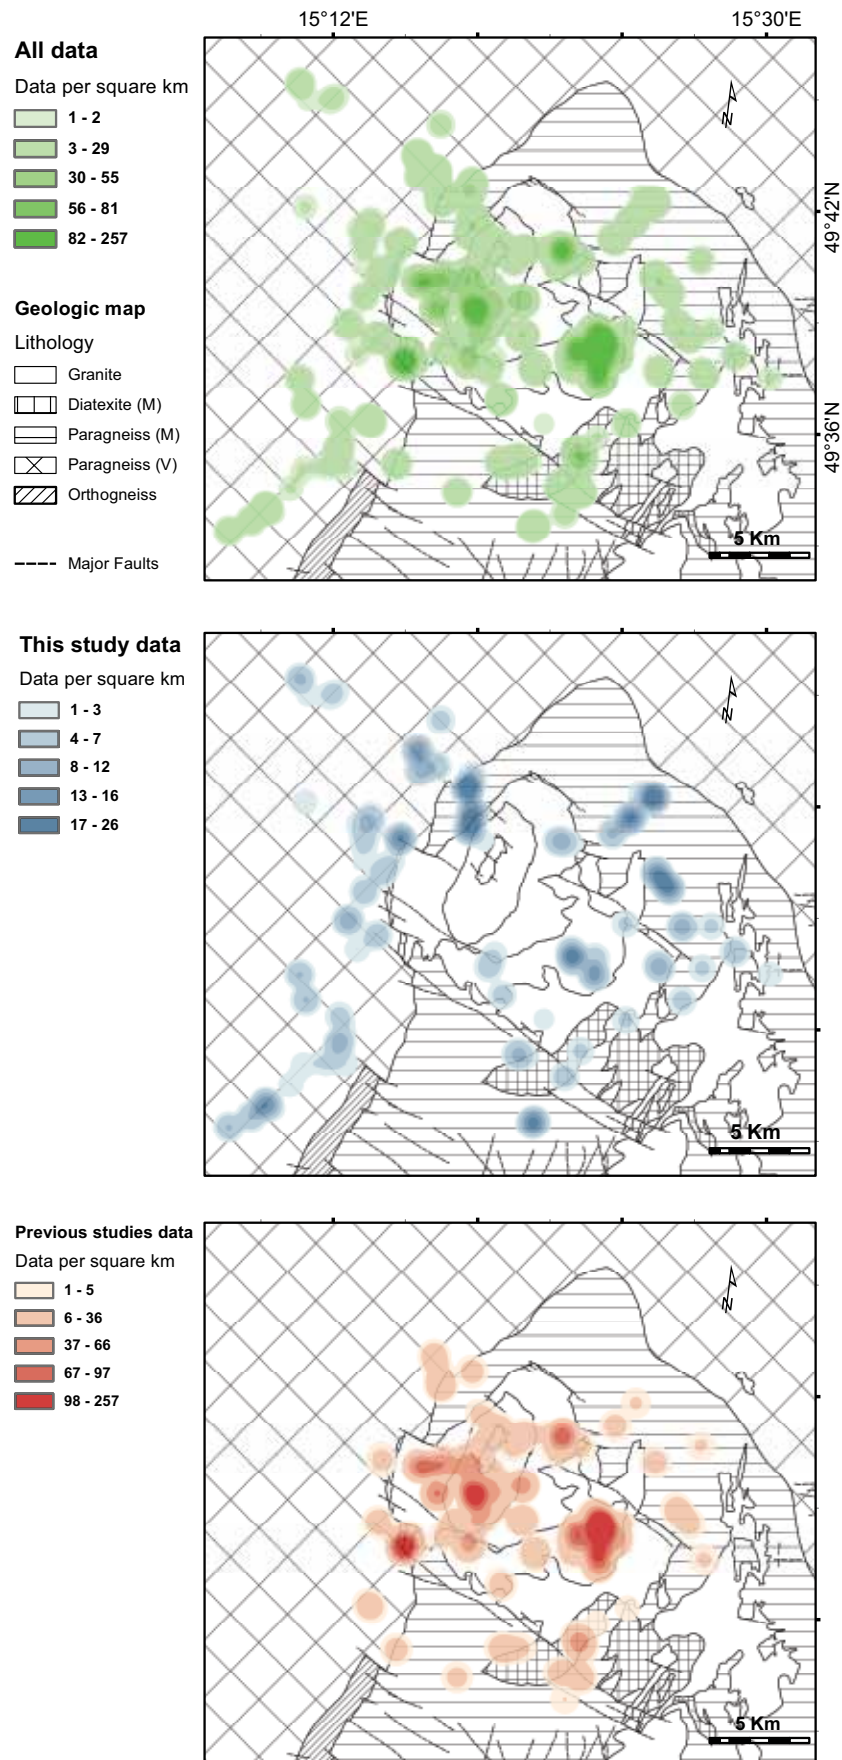 15°12'E
15°30'E
All data
Data per square km
1 - 2
3 - 29
30 - 55
56 - 81
82 - 257
N
49°42'N
Geologic map
Lithology
Granite
Diatexite (M)
Paragneiss (M)
Paragneiss (V)
Orthogneiss
Major Faults
49°36'N
5 Km
This study data
Data per square km
1 - 3
4 - 7
8 - 12
13 - 16
17 - 26
N
5 Km
Previous studies data
Data per square km
1 - 5
6 - 36
37 - 66
67 - 97
98 - 257
N
5 Km